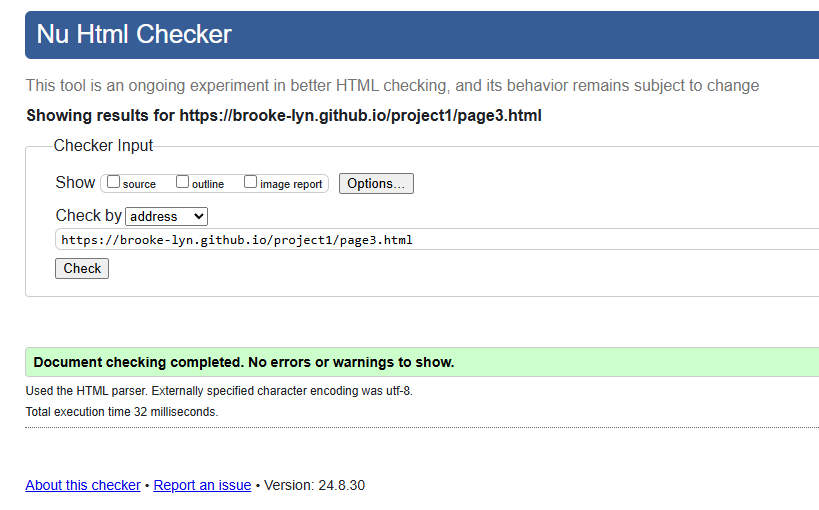 Nu Html Checker
This tool is an ongoing experiment in better HTML checking, and its behavior remains subject to change
Showing results for https://brooke-lyn.github.io/project1/page3.html
Checker Input
Show source outline image report Options...
Check by address
https://brooke-lyn.github.io/project1/page3.html
Check
Document checking completed. No errors or warnings to show.
Used the HTML parser. Externally specified character encoding was utf-8.
Total execution time 32 milliseconds.
About this checker • Report an issue • Version: 24.8.30